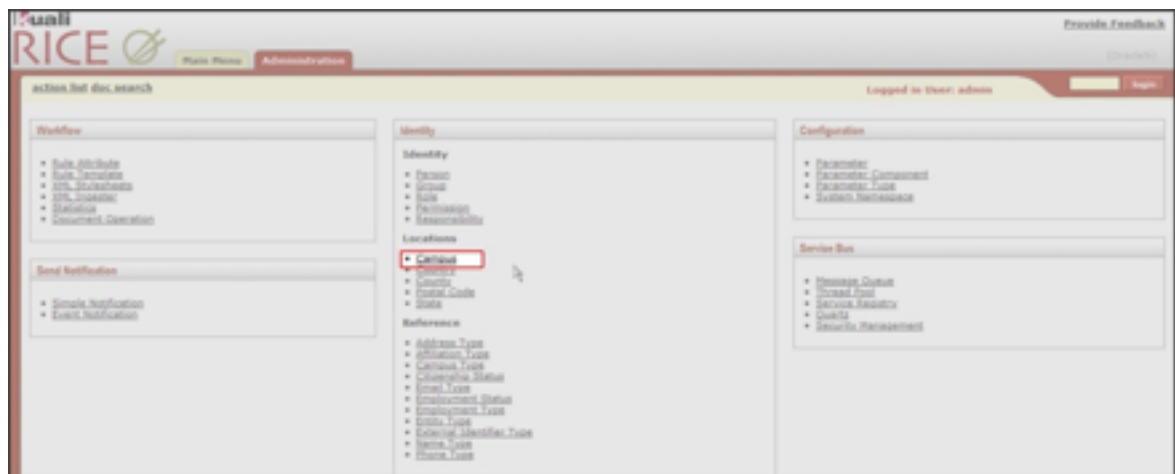 Kuali
RICE
Provide Feedback
Main Menu
Administration
action list doc search
Logged in User: admin
login
Workflow
Rule Attribute
Rule Template
XML Stylesheets
XML Ingester
Statistics
Document Operation
Send Notification
Simple Notification
Event Notification
Identity
Identity
Person
Group
Role
Permission
Responsibility
Locations
Campus
Country
County
Postal Code
State
Reference
Address Type
Affiliation Type
Campus Type
Citizenship Status
Email Type
Employment Status
Employment Type
Entity Type
External Identifier Type
Name Type
Phone Type
Configuration
Parameter
Parameter Component
Parameter Type
System Namespace
Service Bus
Message Queue
Thread Pool
Service Registry
Quartz
Security Management